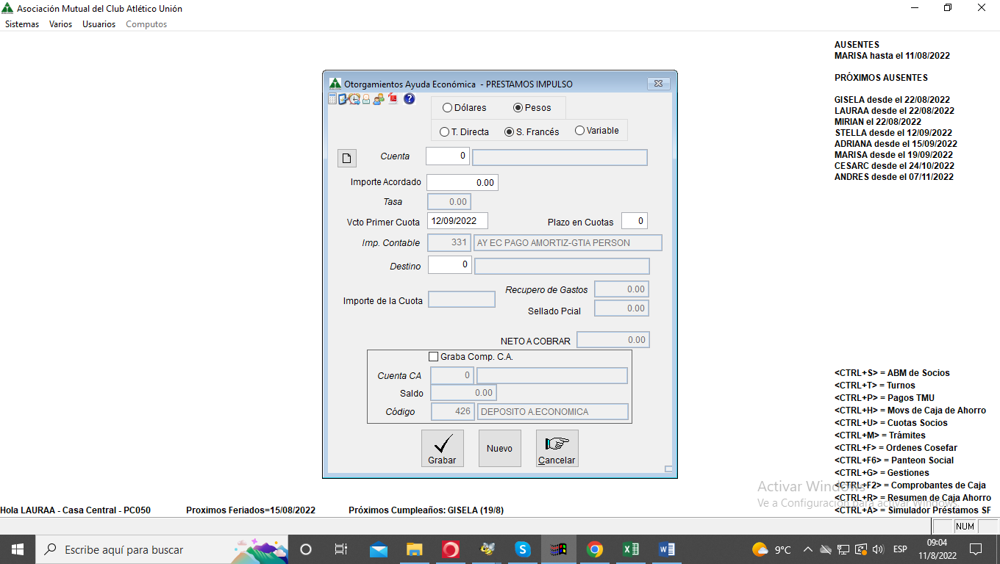 Asociación Mutual del Club Atlético Unión
Sistemas Varios Usuarios Computos
AUSENTES
MARISA hasta el 11/08/2022
PRÓXIMOS AUSENTES
GISELA desde el 22/08/2022
LAURAA desde el 22/08/2022
MIRIAN el 22/08/2022
STELLA desde el 12/09/2022
ADRIANA desde el 15/09/2022
MARISA desde el 19/09/2022
CESARC desde el 24/10/2022
ANDRES desde el 07/11/2022
Otorgamientos Ayuda Económica - PRESTAMOS IMPULSO
Dólares Pesos
T. Directa S. Francés Variable
Cuenta 0
Importe Acordado 0.00
Tasa 0.00
Vcto Primer Cuota 12/09/2022 Plazo en Cuotas 0
Imp. Contable 331 AY EC PAGO AMORTIZ-GTIA PERSON
Destino 0
Recupero de Gastos 0.00
Importe de la Cuota
Sellado Pcial 0.00
NETO A COBRAR 0.00
Graba Comp. C.A.
Cuenta CA 0
Saldo 0.00
Código 426 DEPOSITO A.ECONOMICA
Grabar Nuevo Cancelar
<CTRL+S> = ABM de Socios
<CTRL+T> = Turnos
<CTRL+P> = Pagos TMU
<CTRL+H> = Movs de Caja de Ahorro
<CTRL+U> = Cuotas Socios
<CTRL+M> = Trámites
<CTRL+F> = Ordenes Cosefar
<CTRL+F6> = Panteon Social
<CTRL+G> = Gestiones
<CTRL+F2> = Comprobantes de Caja
<CTRL+R> = Resumen de Caja Ahorro
<CTRL+A> = Simulador Préstamos SF
Activar Windows
Ve a Configuración para activar Windows.
Hola LAURAA - Casa Central - PC050 Proximos Feriados=15/08/2022 Próximos Cumpleaños: GISELA (19/8)
NUM
Escribe aquí para buscar
9°C ESP 09:04
11/8/2022